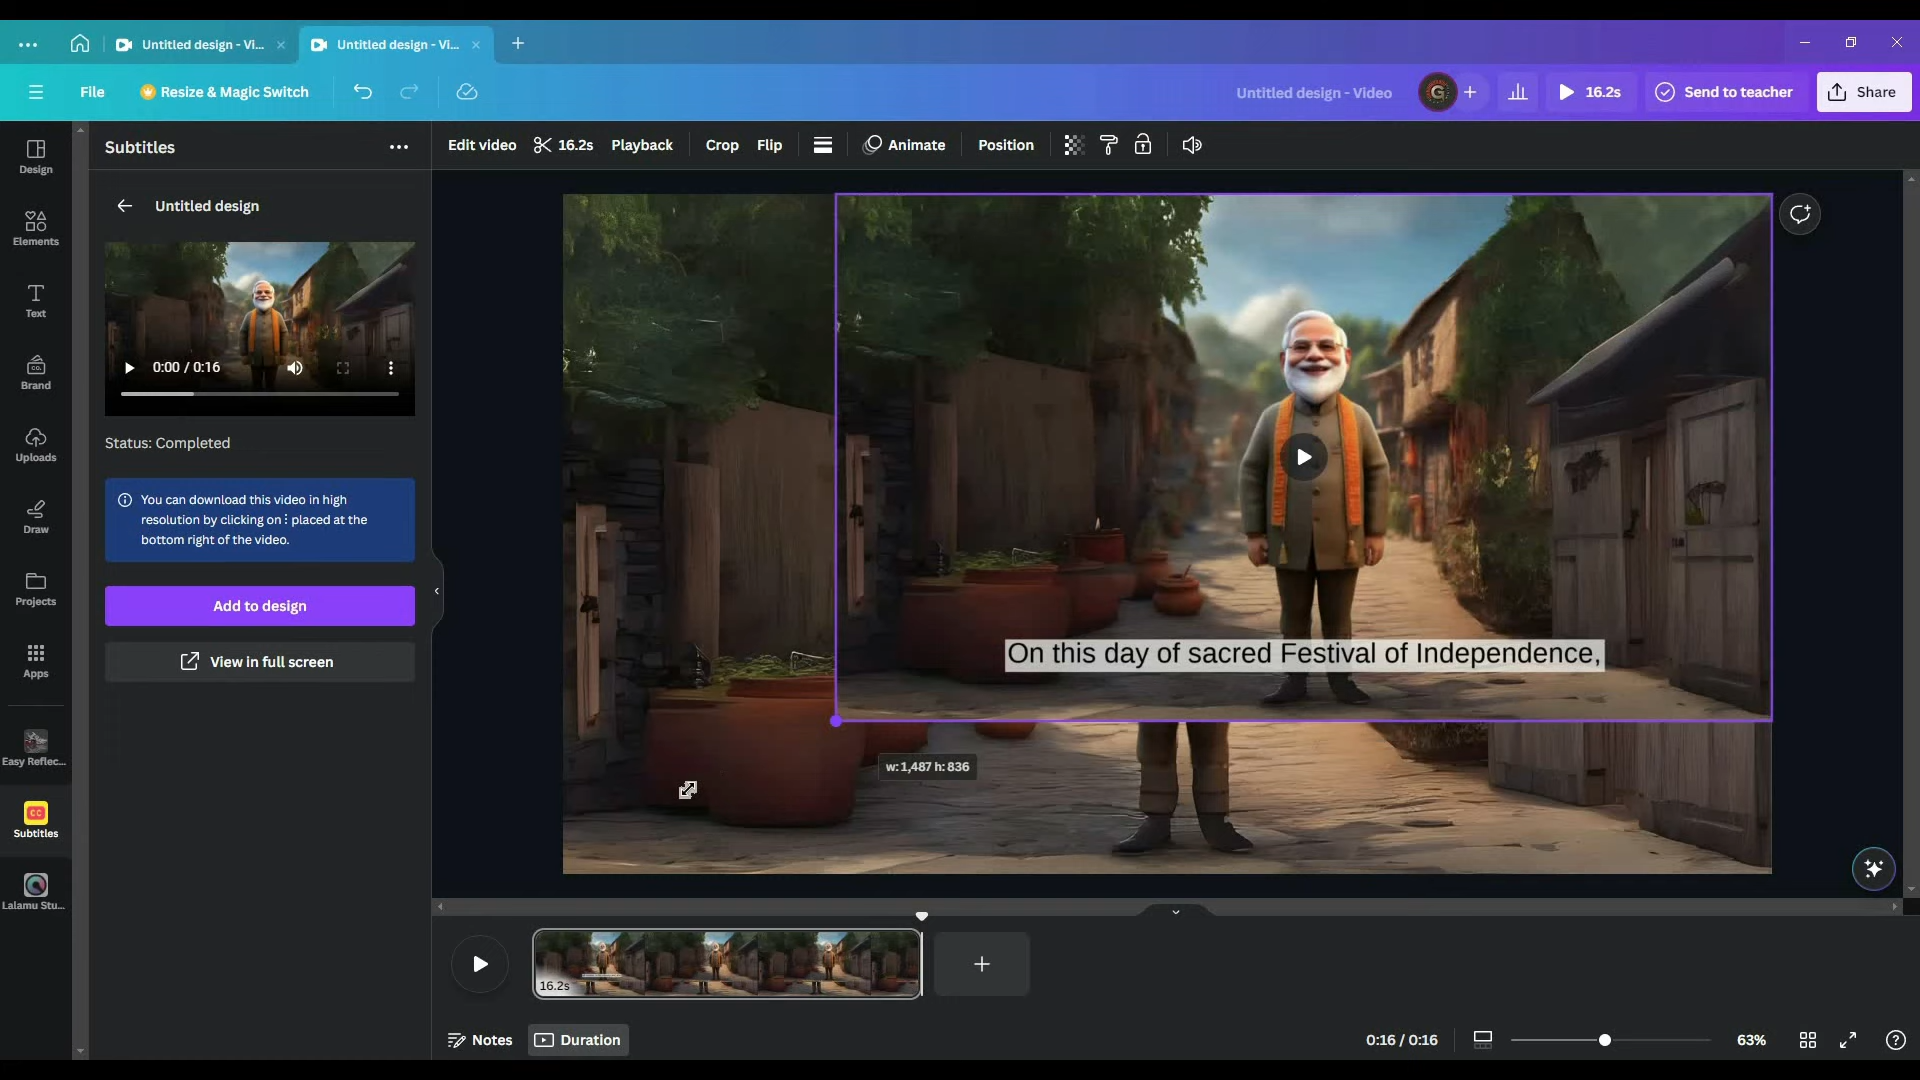 Untitled design - Vi...
Untitled design - Vi...
File
Resize & Magic Switch
Untitled design - Video
G
16.2s
Send to teacher
Share
Design
Elements
Text
Brand
Uploads
Draw
Projects
Apps
Easy Reflec...
Subtitles
Lalamu Stu...
Subtitles
Untitled design
0:00 / 0:16
Status: Completed
You can download this video in high
resolution by clicking on ⋮ placed at the
bottom right of the video.
Add to design
View in full screen
Edit video
16.2s
Playback
Crop
Flip
Animate
Position
On this day of sacred Festival of Independence,
w: 1,487 h: 836
16.2s
Notes
Duration
0:16 / 0:16
63%